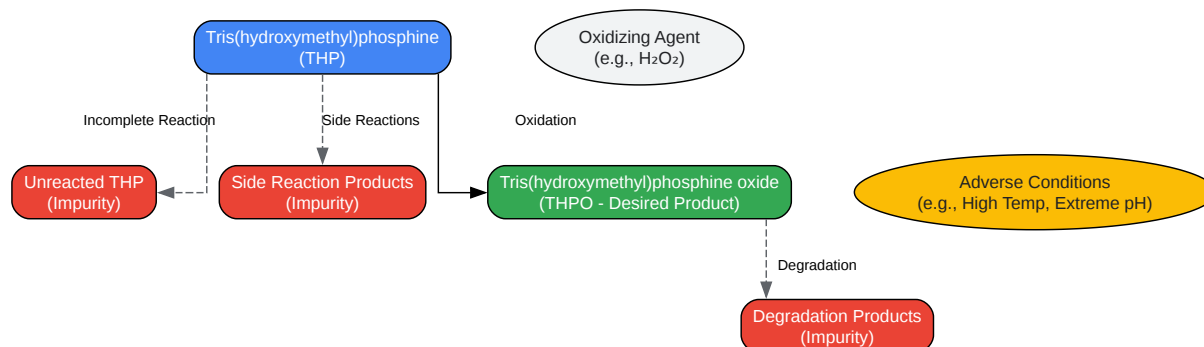 Tris(hydroxymethyl)phosphine
(THP)
Oxidizing Agent
(e.g., H₂O₂)
Incomplete Reaction
Side Reactions
Oxidation
Unreacted THP
(Impurity)
Side Reaction Products
(Impurity)
Tris(hydroxymethyl)phosphine oxide
(THPO - Desired Product)
Adverse Conditions
(e.g., High Temp, Extreme pH)
Degradation
Degradation Products
(Impurity)